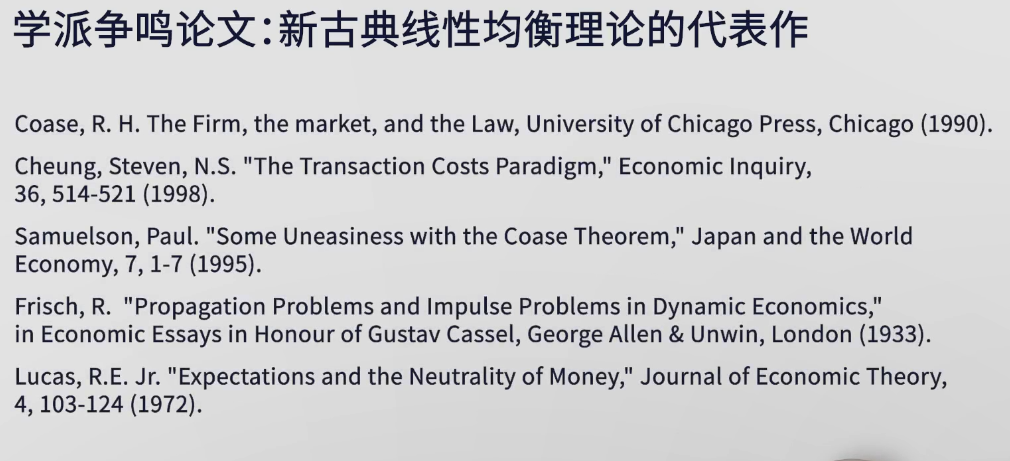 学派争鸣论文：新古典线性均衡理论的代表作
Coase, R. H. The Firm, the market, and the Law, University of Chicago Press, Chicago (1990).
Cheung, Steven, N.S. "The Transaction Costs Paradigm," Economic Inquiry,
36, 514-521 (1998).
Samuelson, Paul. "Some Uneasiness with the Coase Theorem," Japan and the World
Economy, 7, 1-7 (1995).
Frisch, R.  "Propagation Problems and Impulse Problems in Dynamic Economics,"
in Economic Essays in Honour of Gustav Cassel, George Allen & Unwin, London (1933).
Lucas, R.E. Jr. "Expectations and the Neutrality of Money," Journal of Economic Theory,
4, 103-124 (1972).